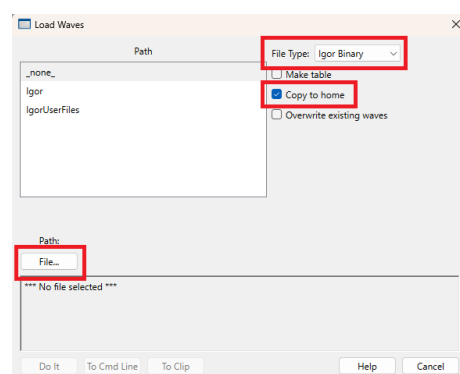 Load Waves
Path
File Type: Igor Binary
_none_
Make table
Igor
Copy to home
IgorUserFiles
Overwrite existing waves
Path:
File...
*** No file selected ***
Do It To Cmd Line To Clip Help Cancel